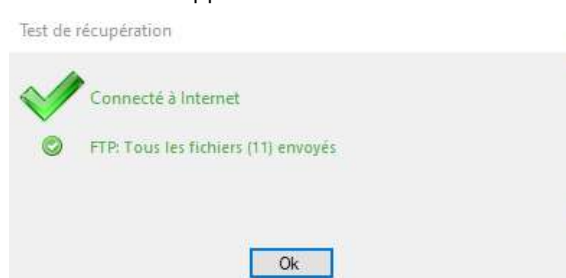 Test de récupération
Connecté à Internet
FTP: Tous les fichiers (11) envoyés
Ok